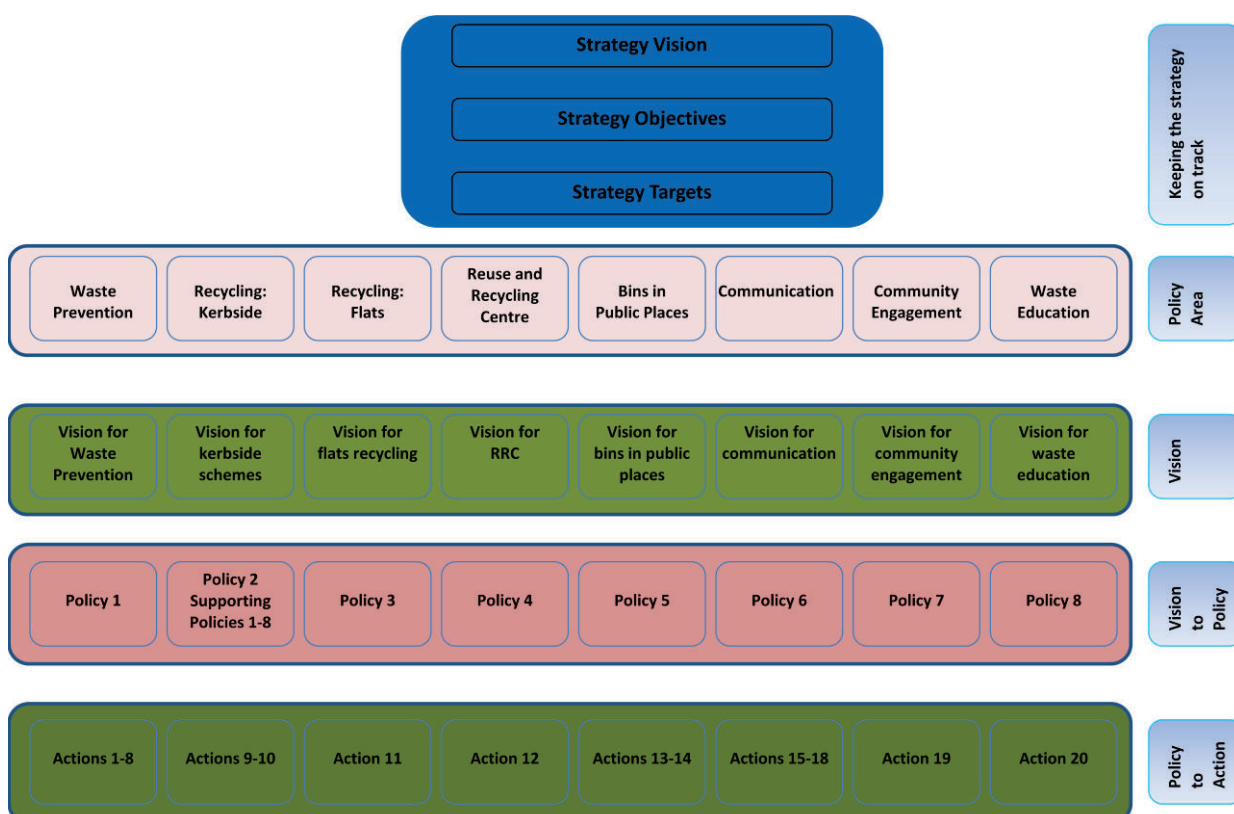 Strategy Vision
Strategy Objectives
Strategy Targets
Keeping the strategy
on track
Waste
Prevention
Recycling:
Kerbside
Recycling:
Flats
Reuse and
Recycling
Centre
Bins in
Public Places
Communication
Community
Engagement
Waste
Education
Policy
Area
Vision for
Waste
Prevention
Vision for
kerbside
schemes
Vision for
flats recycling
Vision for
RRC
Vision for
bins in public
places
Vision for
communication
Vision for
community
engagement
Vision for
waste
education
Vision
Policy 1
Policy 2
Supporting
Policies 1-8
Policy 3
Policy 4
Policy 5
Policy 6
Policy 7
Policy 8
Vision
to
Policy
Actions 1-8
Actions 9-10
Action 11
Action 12
Actions 13-14
Actions 15-18
Action 19
Action 20
Policy
to
Action